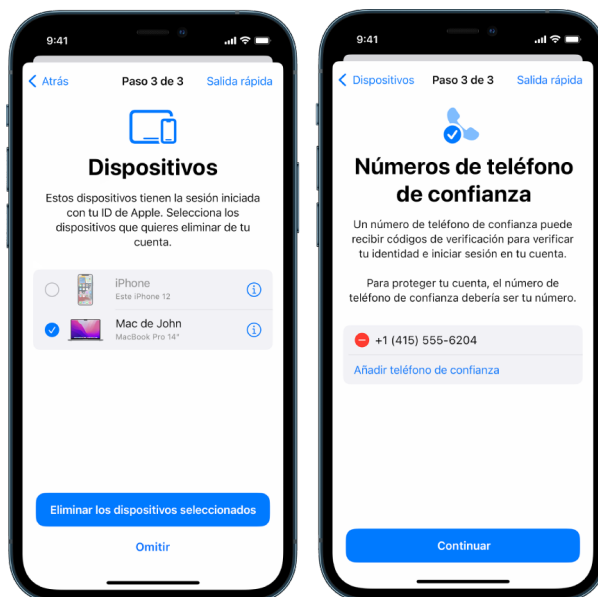 9:41
Atrás
Paso 3 de 3
Salida rápida
Dispositivos
Estos dispositivos tienen la sesión iniciada
con tu ID de Apple. Selecciona los
dispositivos que quieres eliminar de tu
cuenta.
iPhone
Este iPhone 12
Mac de John
MacBook Pro 14"
Eliminar los dispositivos seleccionados
Omitir
9:41
Dispositivos
Paso 3 de 3
Salida rápida
Números de teléfono
de confianza
Un número de teléfono de confianza puede
recibir códigos de verificación para verificar
tu identidad e iniciar sesión en tu cuenta.
Para proteger tu cuenta, el número de
teléfono de confianza debería ser tu número.
+1 (415) 555-6204
Añadir teléfono de confianza
Continuar